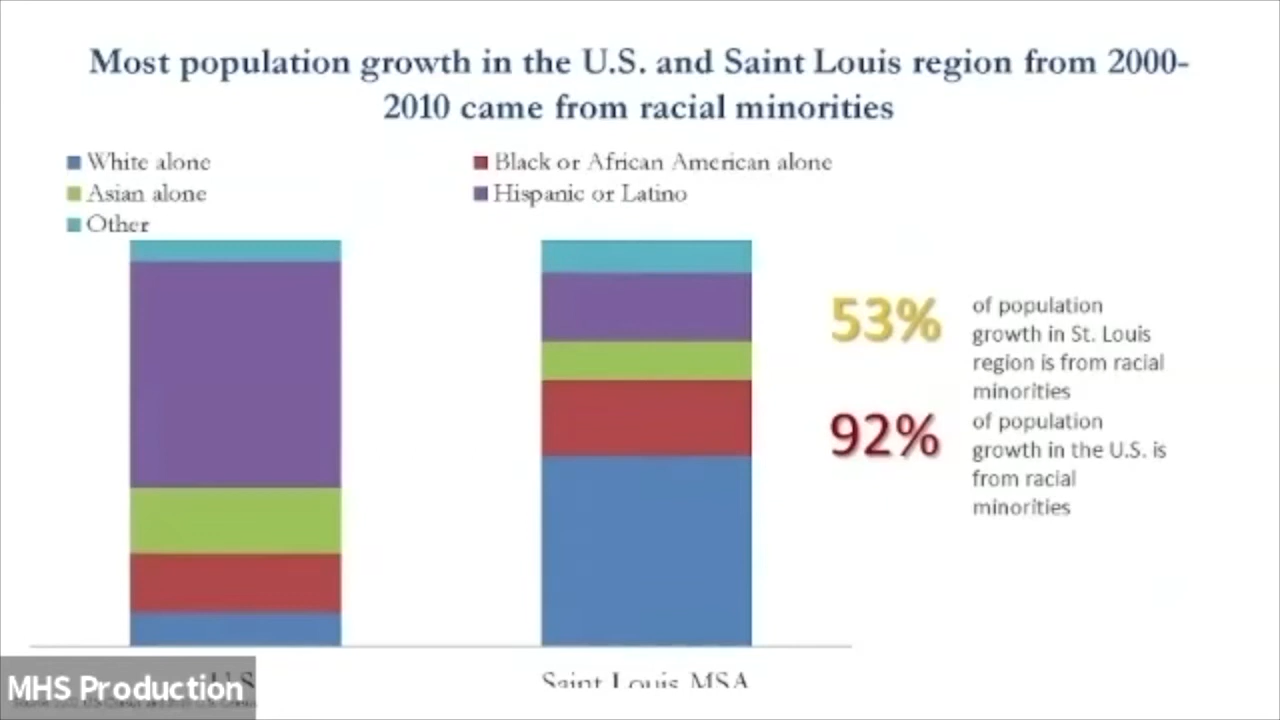 Most population growth in the U.S. and Saint Louis region from 2000-
2010 came from racial minorities
White alone
Black or African American alone
Asian alone
Hispanic or Latino
Other
53%
of population
growth in St. Louis
region is from racial
minorities
92%
of population
growth in the U.S. is
from racial
minorities
U.S.
Saint Louis MSA
MHS Production